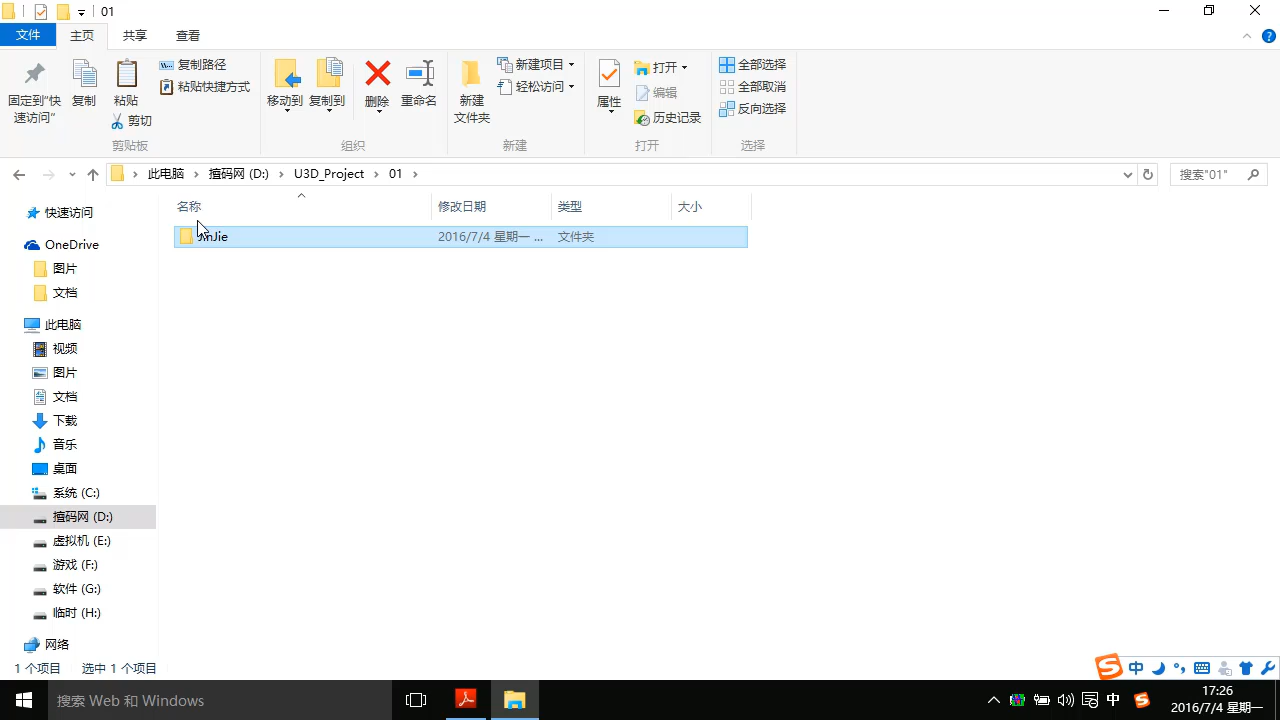 01
文件
主页
共享
查看
固定到"快
速访问"
复制
粘贴
复制路径
粘贴快捷方式
剪切
剪贴板
移动到
复制到
删除
重命名
组织
新建
文件夹
新建项目
轻松访问
新建
属性
打开
编辑
历史记录
打开
全部选择
全部取消
反向选择
选择
此电脑
揎码网 (D:)
U3D_Project
01
搜索"01"
名称
修改日期
类型
大小
JinJie
2016/7/4 星期一 ...
文件夹
快速访问
OneDrive
图片
文档
此电脑
视频
图片
文档
下载
音乐
桌面
系统 (C:)
揎码网 (D:)
虚拟机 (E:)
游戏 (F:)
软件 (G:)
临时 (H:)
网络
1 个项目
选中 1 个项目
中
搜索 Web 和 Windows
中
17:26
2016/7/4 星期一